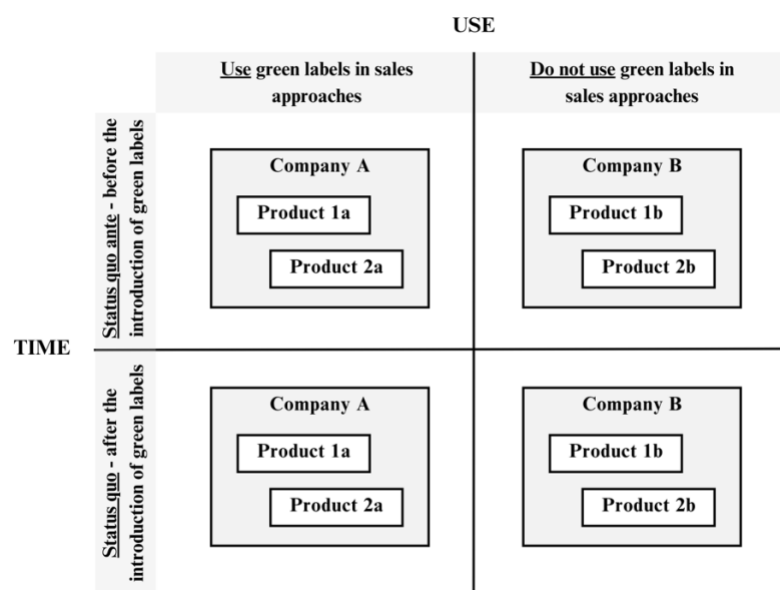 USE
Use green labels in sales
approaches
Do not use green labels in
sales approaches
Status quo ante - before the
introduction of green labels
Company A
Product 1a
Product 2a
Company B
Product 1b
Product 2b
TIME
Status quo - after the
introduction of green labels
Company A
Product 1a
Product 2a
Company B
Product 1b
Product 2b